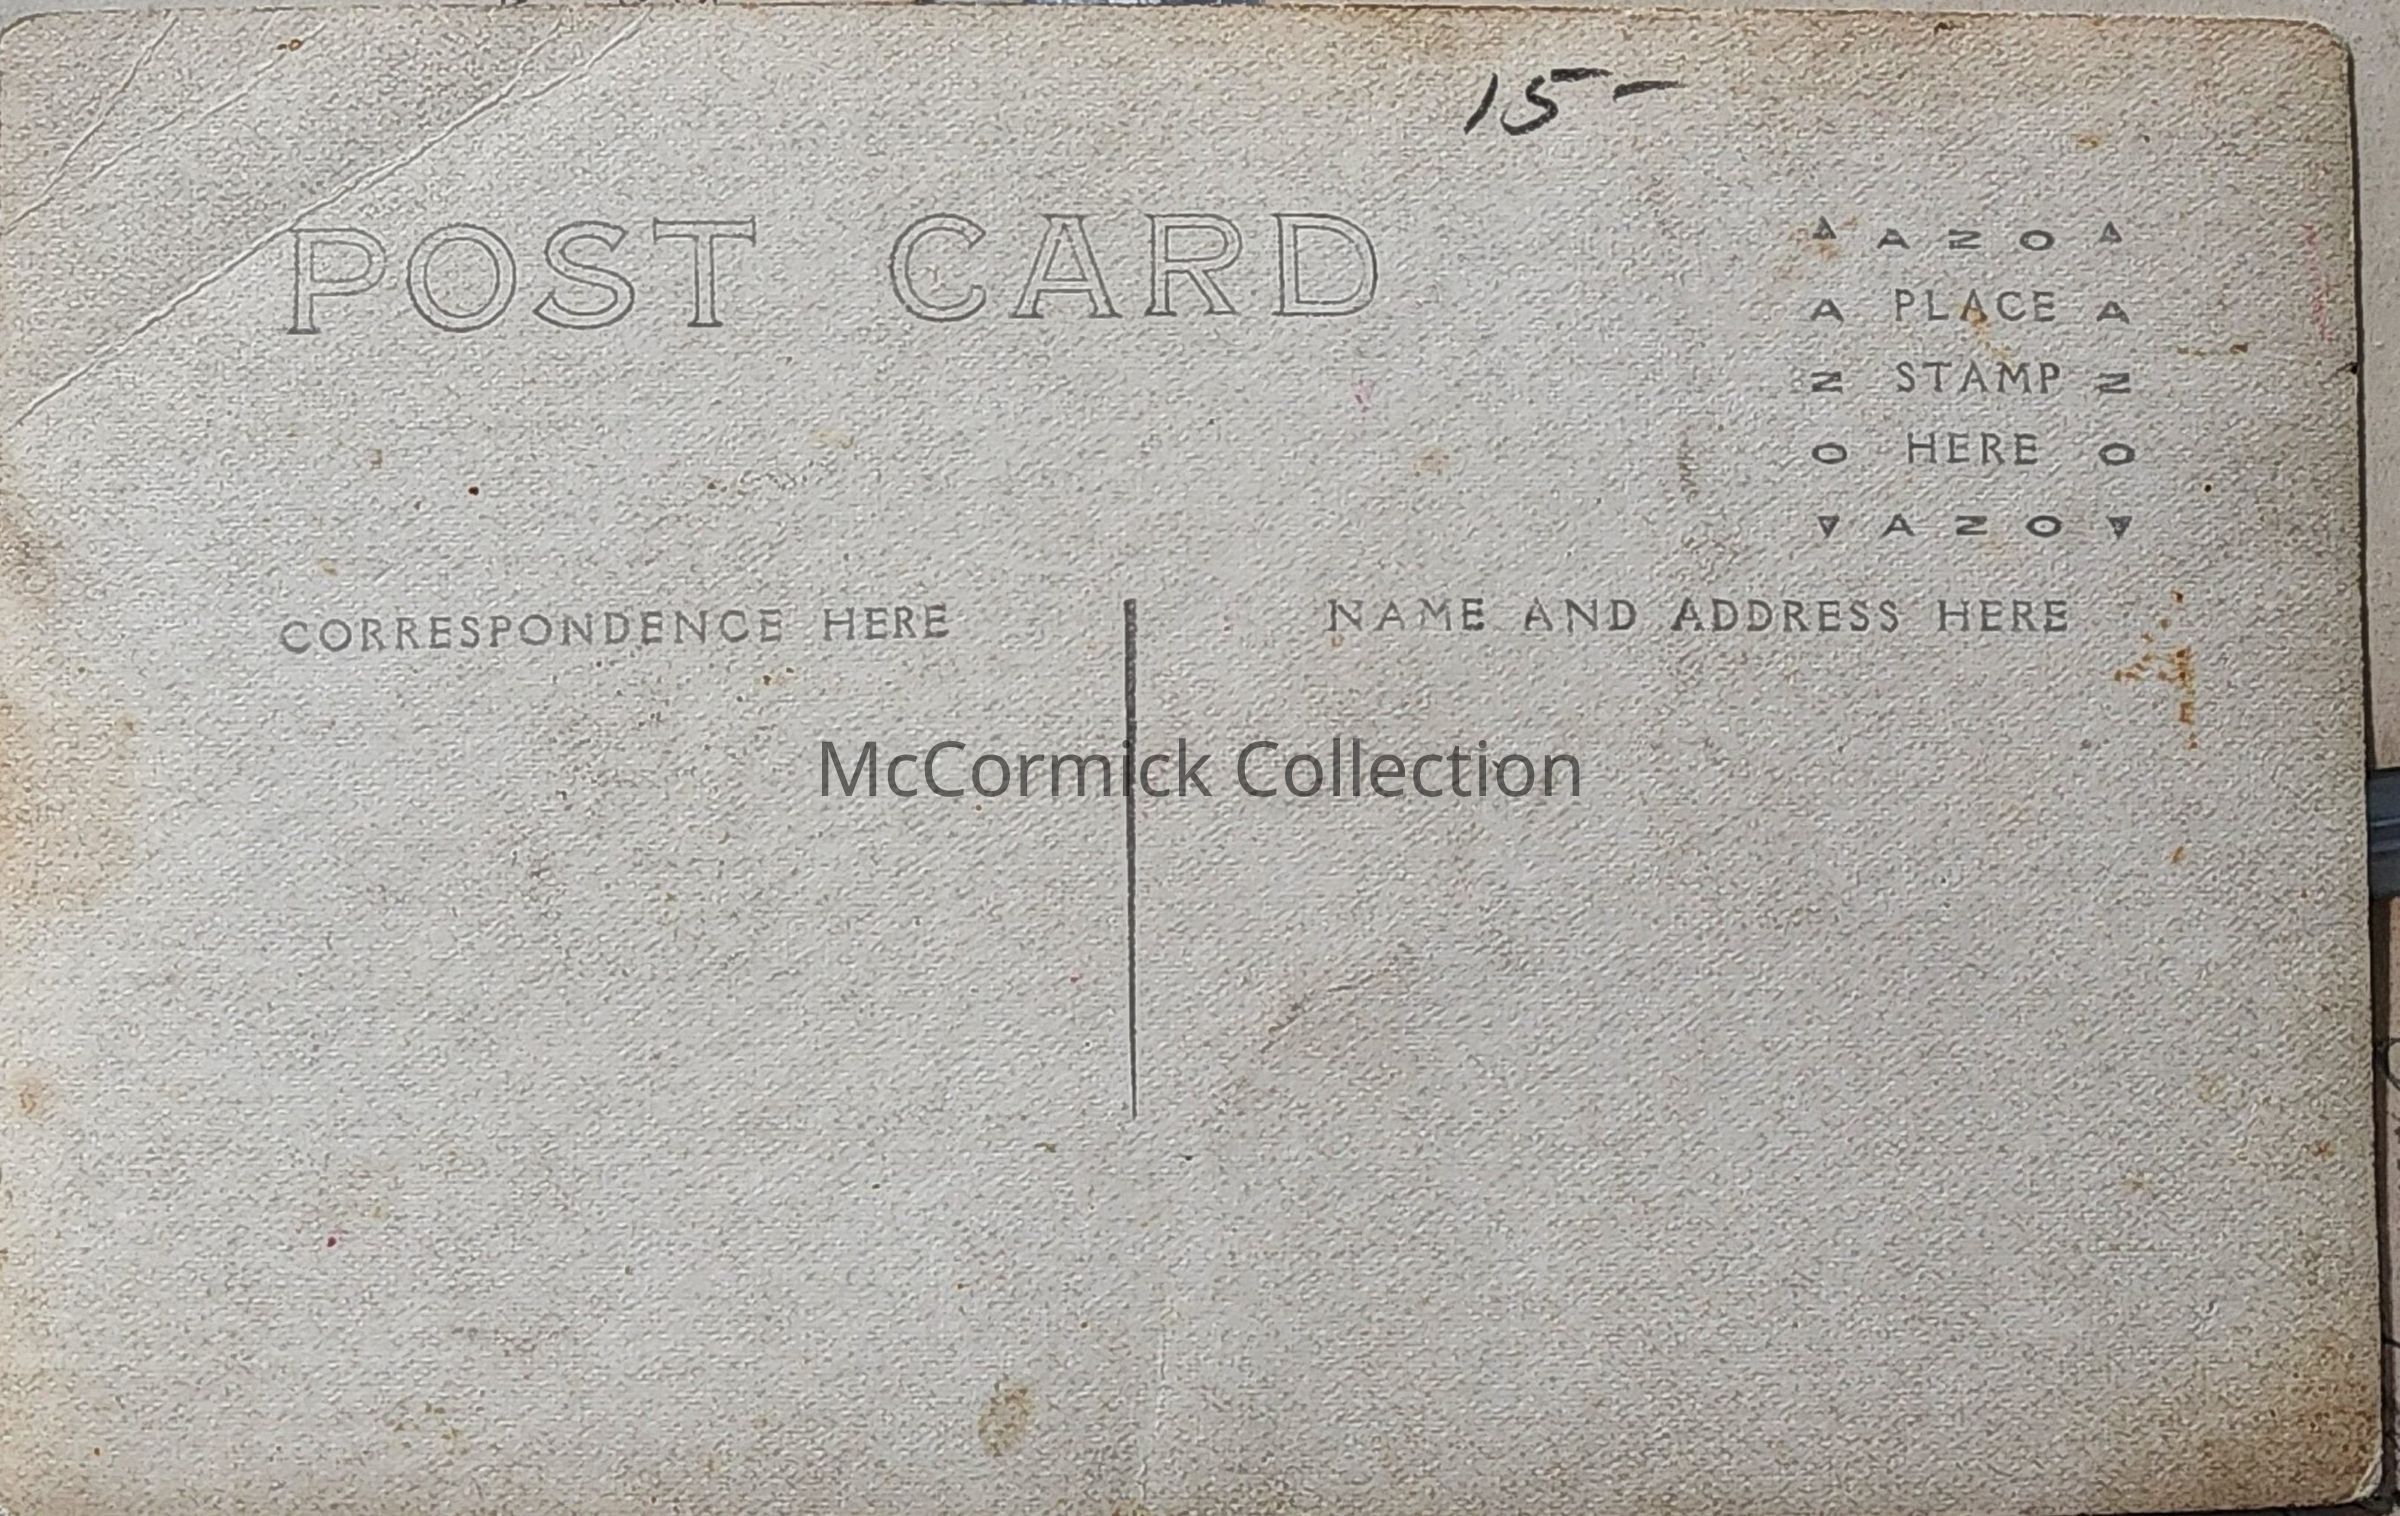 15-
POST CARD
▲ AZO ▲
A PLACE A
Z STAMP Z
O HERE O
▼ AZO ▼
CORRESPONDENCE HERE
NAME AND ADDRESS HERE
McCormick Collection